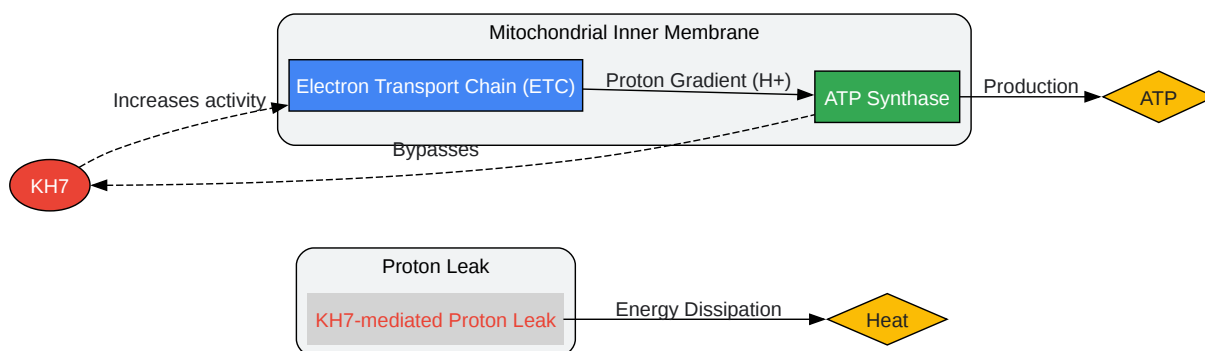 Mitochondrial Inner Membrane
Electron Transport Chain (ETC)
Proton Gradient (H+)
ATP Synthase
Production
ATP
Increases activity
Bypasses
KH7
Proton Leak
KH7-mediated Proton Leak
Energy Dissipation
Heat